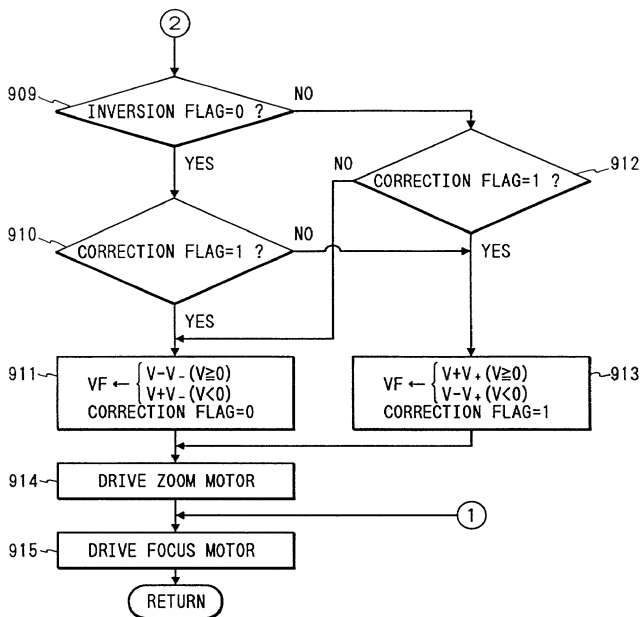 2
909
INVERSION FLAG=0 ?
NO
YES
912
CORRECTION FLAG=1 ?
NO
YES
910
CORRECTION FLAG=1 ?
NO
YES
911
VF ← { V−V₋ (V≧0)
V+V₋ (V<0)
CORRECTION FLAG=0
913
VF ← { V+V₊ (V≧0)
V−V₊ (V<0)
CORRECTION FLAG=1
914
DRIVE ZOOM MOTOR
1
915
DRIVE FOCUS MOTOR
RETURN